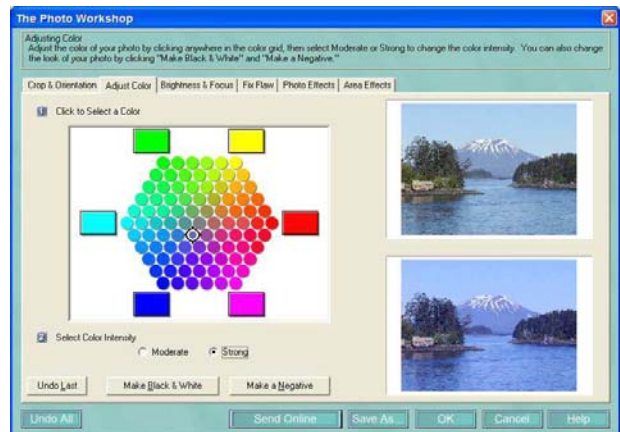 The Photo Workshop
Adjusting Color
Adjust the color of your photo by clicking anywhere in the color grid, then select Moderate or Strong to change the color intensity. You can also change
the look of your photo by clicking "Make Black & White" and "Make a Negative."
Crop & Orientation Adjust Color Brightness & Focus Fix Flaw Photo Effects Area Effects
1 Click to Select a Color
2 Select Color Intensity
Moderate Strong
Undo Last Make Black & White Make a Negative
Undo All Send Online Save As... OK Cancel Help